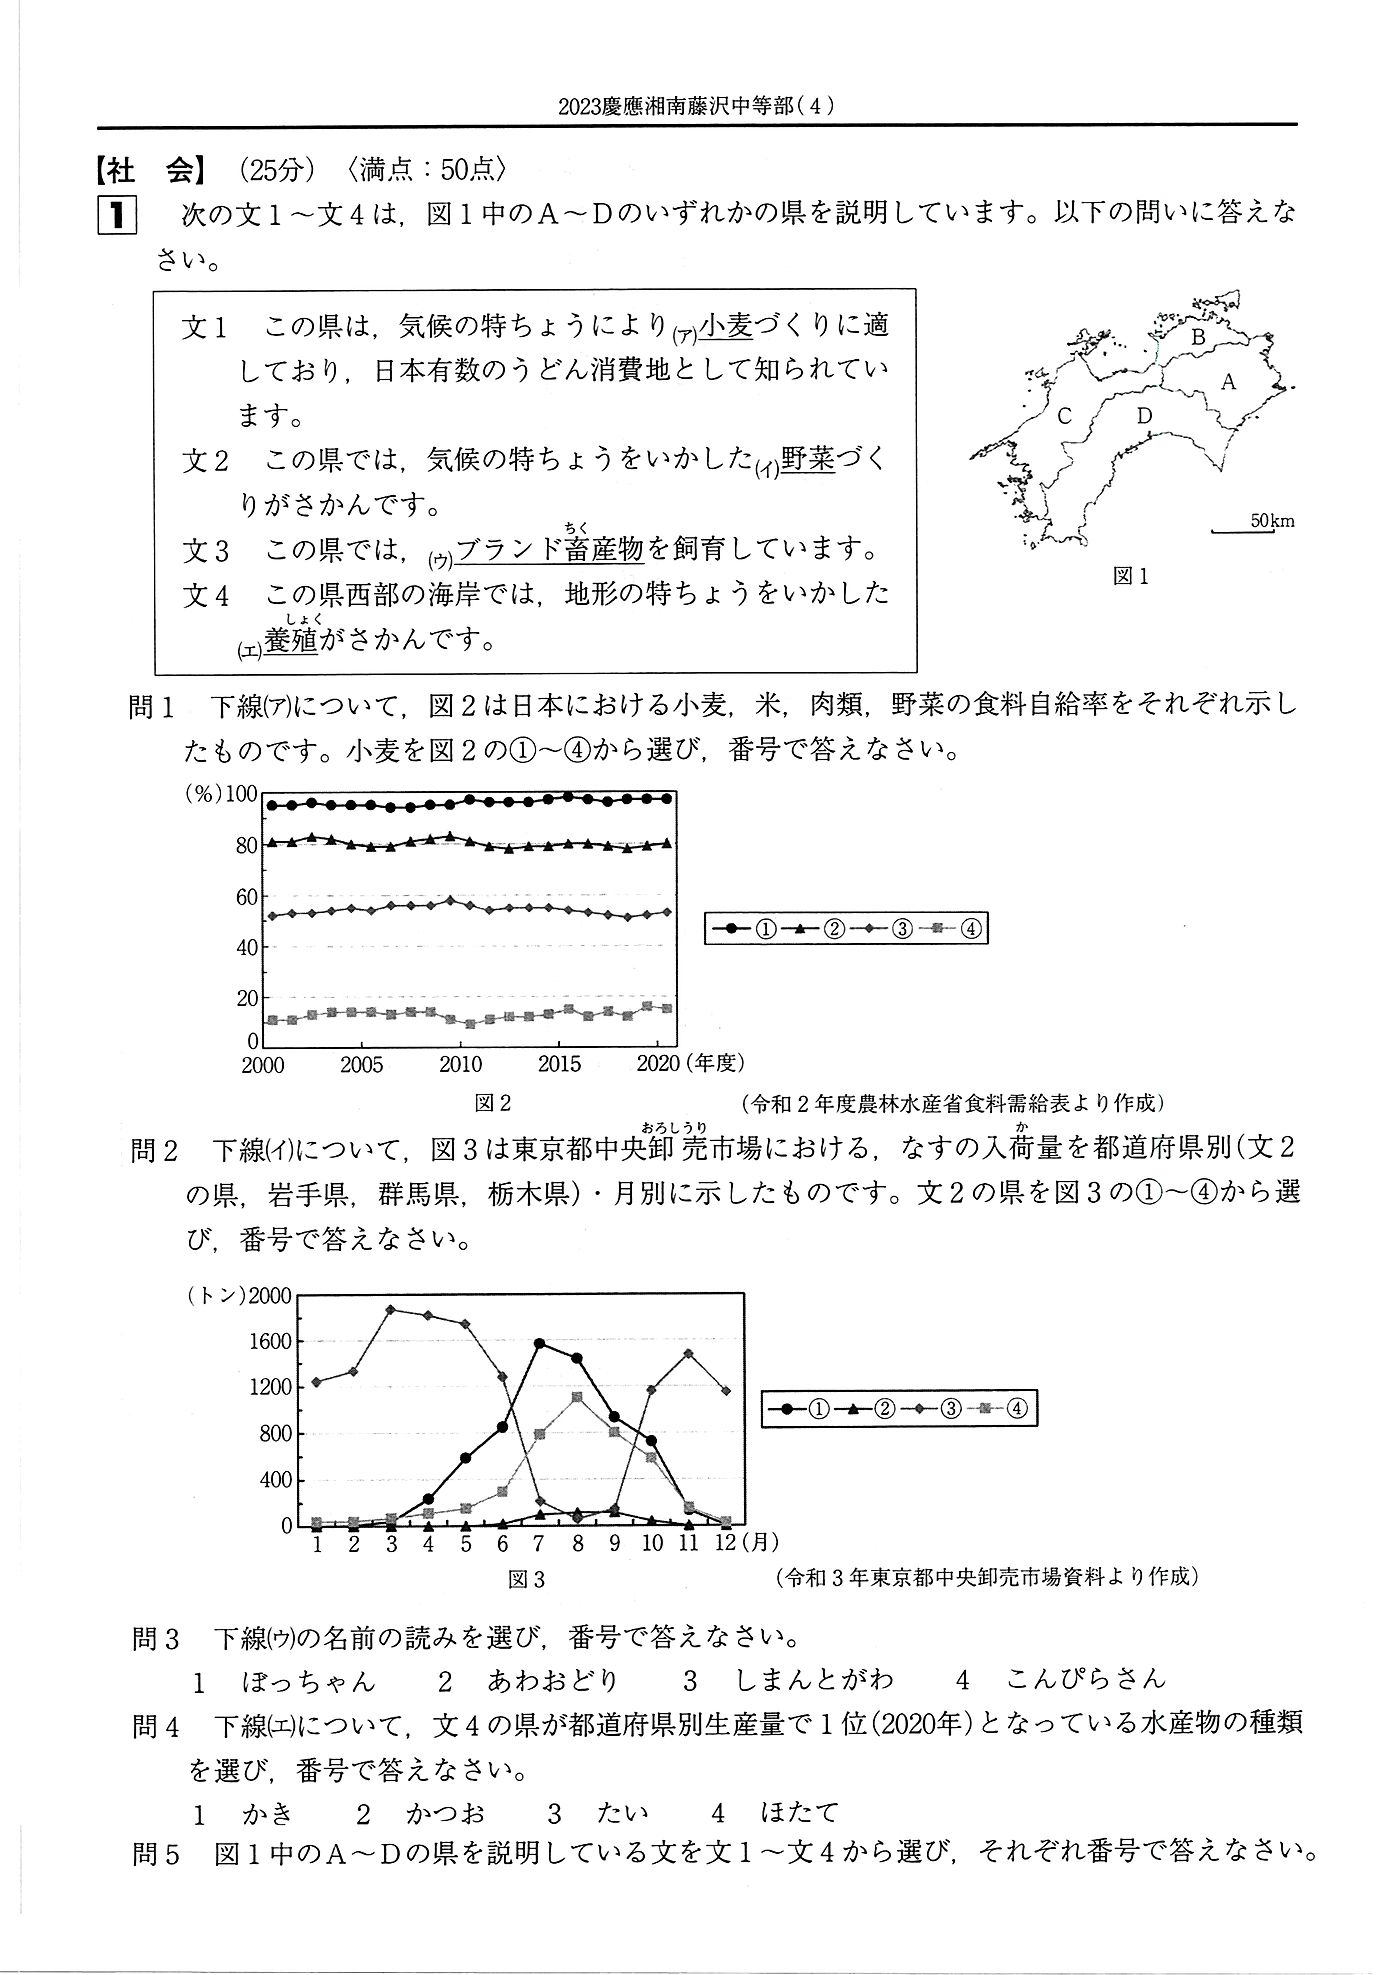 2023慶應湘南藤沢中等部(4)
【社　会】（25分）〈満点：50点〉
1　次の文1～文4は，図1中のA～Dのいずれかの県を説明しています。以下の問いに答えな
さい。
文1　この県は，気候の特ちょうにより(ア)小麦づくりに適
しており，日本有数のうどん消費地として知られてい
ます。
文2　この県では，気候の特ちょうをいかした(イ)野菜づく
りがさかんです。
ちく
文3　この県では，(ウ)ブランド畜産物を飼育しています。
文4　この県西部の海岸では，地形の特ちょうをいかした
しょく
(エ)養殖がさかんです。
B
A
C
D
50km
図1
問1　下線(ア)について，図2は日本における小麦，米，肉類，野菜の食料自給率をそれぞれ示し
たものです。小麦を図2の①～④から選び，番号で答えなさい。
(％)100
80
60
40
20
0
2000 2005 2010 2015 2020(年度)
① ② ③ ④
図2
（令和2年度農林水産省食料需給表より作成）
おろしうり か
問2　下線(イ)について，図3は東京都中央卸売市場における，なすの入荷量を都道府県別(文2
の県，岩手県，群馬県，栃木県)・月別に示したものです。文2の県を図3の①～④から選
び，番号で答えなさい。
(トン)2000
1600
1200
800
400
0
1 2 3 4 5 6 7 8 9 10 11 12(月)
① ② ③ ④
図3
（令和3年東京都中央卸売市場資料より作成）
問3　下線(ウ)の名前の読みを選び，番号で答えなさい。
1　ぼっちゃん　2　あわおどり　3　しまんとがわ　4　こんぴらさん
問4　下線(エ)について，文4の県が都道府県別生産量で1位(2020年)となっている水産物の種類
を選び，番号で答えなさい。
1　かき　2　かつお　3　たい　4　ほたて
問5　図1中のA～Dの県を説明している文を文1～文4から選び，それぞれ番号で答えなさい。